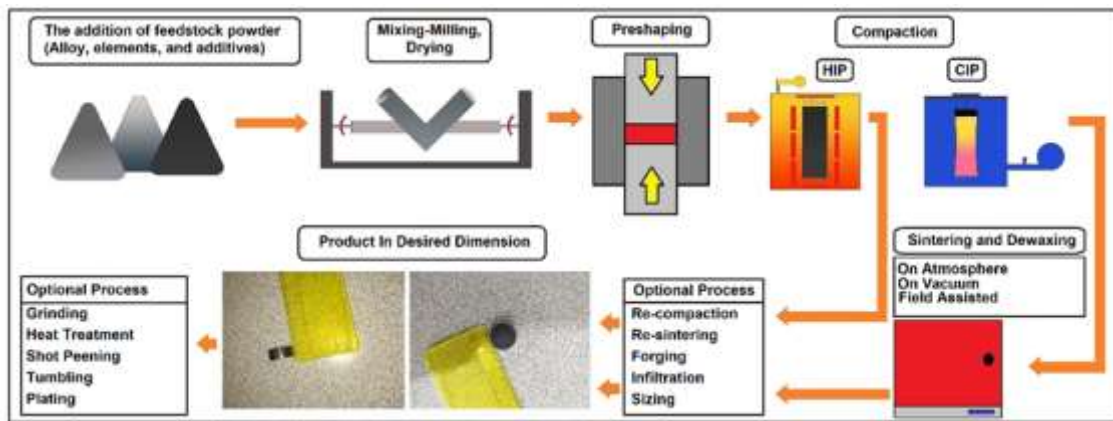 The addition of feedstock powder
(Alloy, elements, and additives)
Mixing-Milling,
Drying
Preshaping
Compaction
HIP
CIP
Sintering and Dewaxing
On Atmosphere
On Vacuum
Field Assisted
Product In Desired Dimension
Optional Process
Re-compaction
Re-sintering
Forging
Infiltration
Sizing
Optional Process
Grinding
Heat Treatment
Shot Peening
Tumbling
Plating